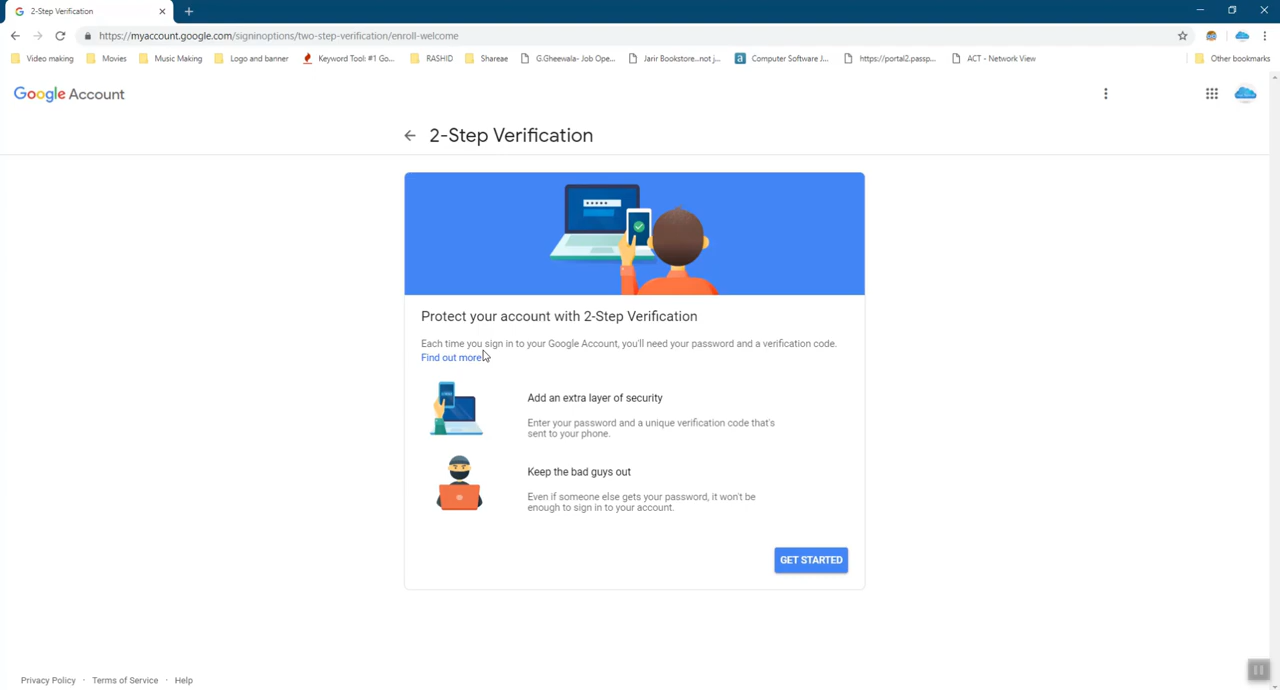 2-Step Verification
https://myaccount.google.com/signinoptions/two-step-verification/enroll-welcome
Video making
Movies
Music Making
Logo and banner
Keyword Tool: #1 Go...
RASHID
Shareae
G.Gheewala- Job Ope...
Jarir Bookstore...not j...
Computer Software J...
https://portal2.passp...
ACT - Network View
Other bookmarks
Google Account
2-Step Verification
Protect your account with 2-Step Verification
Each time you sign in to your Google Account, you'll need your password and a verification code.
Find out more
Add an extra layer of security
Enter your password and a unique verification code that's
sent to your phone.
Keep the bad guys out
Even if someone else gets your password, it won't be
enough to sign in to your account.
GET STARTED
Privacy Policy · Terms of Service · Help